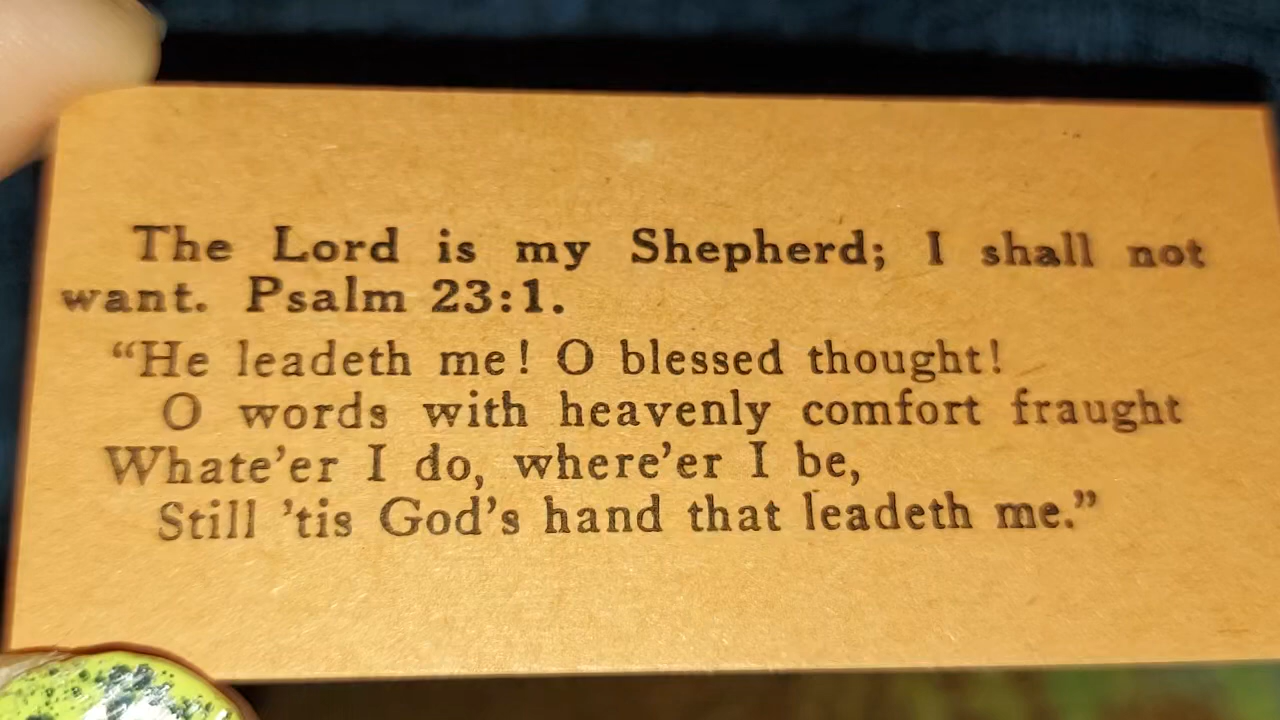 The Lord is my Shepherd; I shall not
want. Psalm 23:1.
“He leadeth me! O blessed thought!
O words with heavenly comfort fraught
Whate’er I do, where’er I be,
Still ’tis God’s hand that leadeth me.”